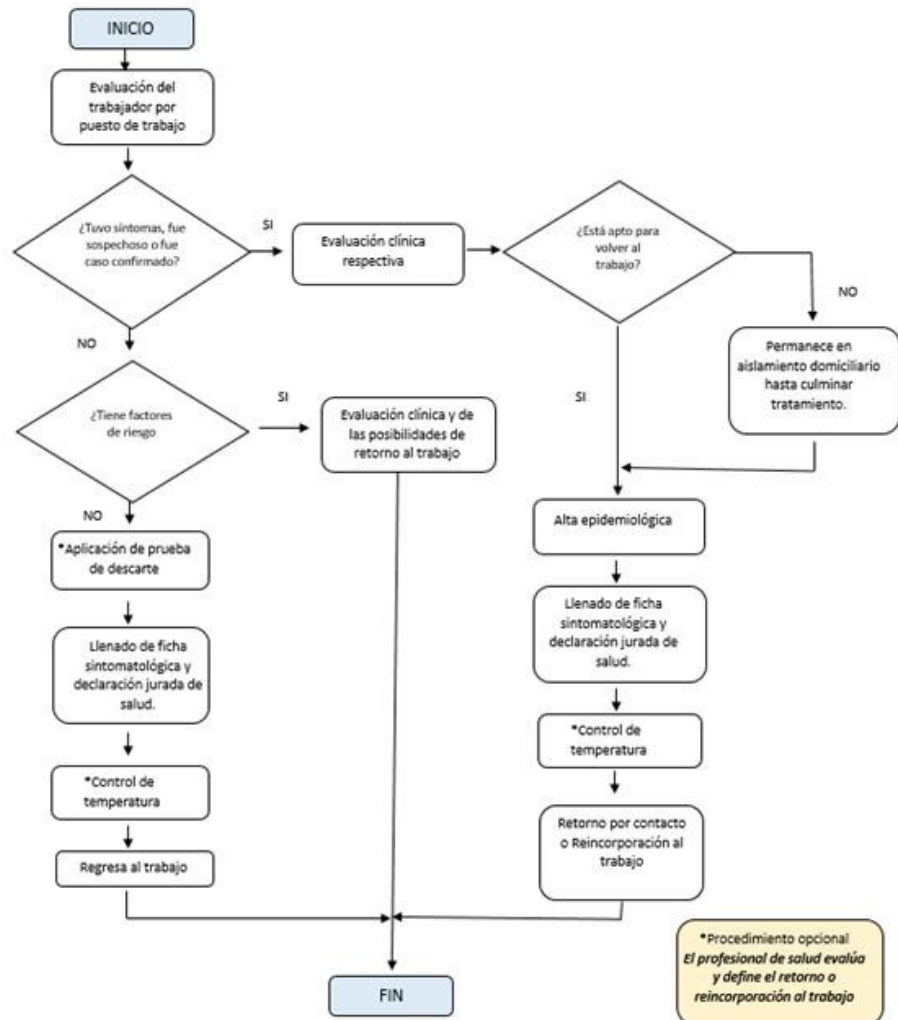 INICIO
Evaluación del
trabajador por
puesto de trabajo
¿Tuvo síntomas, fue
sospechoso o fue
caso confirmado?
SI
Evaluación clínica
respectiva
¿Está apto para
volver al
trabajo?
NO
Permanece en
aislamiento domiciliario
hasta culminar
tratamiento.
NO
SI
¿Tiene factores
de riesgo
SI
Evaluación clínica y de
las posibilidades de
retorno al trabajo
NO
*Aplicación de prueba
de descarte
Llenado de ficha
sintomatológica y
declaración jurada de
salud.
*Control de
temperatura
Regresa al trabajo
Alta epidemiológica
Llenado de ficha
sintomatológica y
declaración jurada de
salud.
*Control de
temperatura
Retorno por contacto
o Reincorporación al
trabajo
FIN
*Procedimiento opcional
El profesional de salud evalúa
y define el retorno o
reincorporación al trabajo